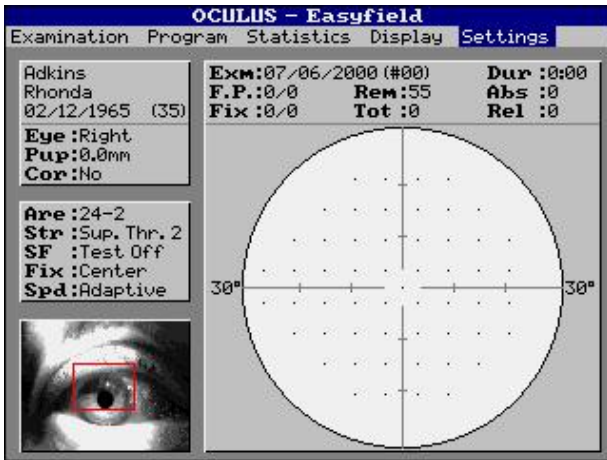 OCULUS - Easyfield
Examination Program Statistics Display Settings
Adkins
Rhonda
02/12/1965 (35)
Eye :Right
Pup:0.0mm
Cor:No
Are :24-2
Str :Sup. Thr. 2
SF :Test Off
Fix :Center
Spd:Adaptive
Exm:07/06/2000 (#00) Dur :0:00
F.P.:0/0 Rem:55 Abs :0
Fix :0/0 Tot :0 Rel :0
30° 30°